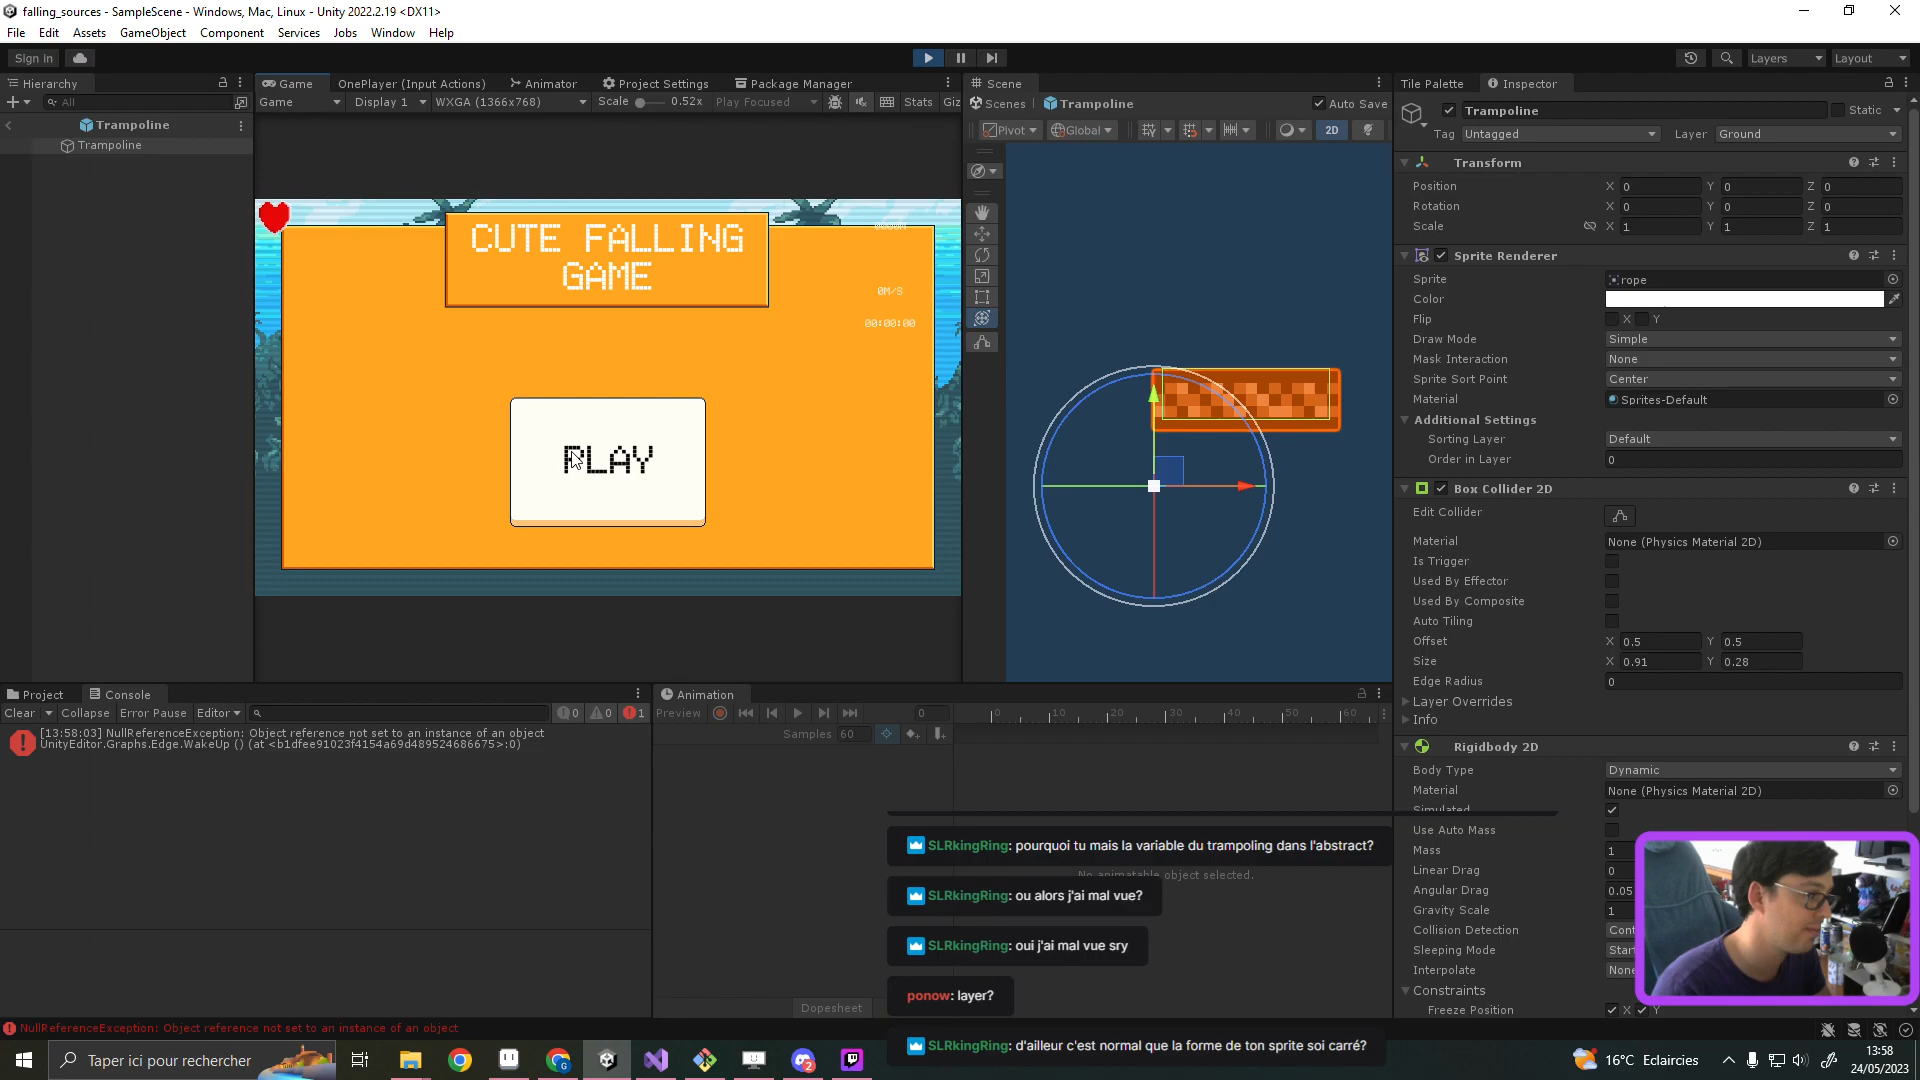 falling_sources - SampleScene - Windows, Mac, Linux - Unity 2022.2.19 <DX11>
File Edit Assets GameObject Component Services Jobs Window Help
Sign in
Layers
Layout
Hierarchy
Game
OnePlayer (Input Actions)
Animator
Project Settings
Package Manager
Scene
Tile Palette
Inspector
All
Game
Display 1
WXGA (1366x768)
Scale
0.52x
Play Focused
Stats
Giz
Scenes
Trampoline
Auto Save
Trampoline
Static
Trampoline
Pivot
Global
2D
Tag
Untagged
Layer
Ground
Trampoline
Transform
Position X 0 Y 0 Z 0
Rotation X 0 Y 0 Z 0
Scale X 1 Y 1 Z 1
CUTE FALLING
GAME
0M/S
00:00:00
PLAY
Sprite Renderer
Sprite
rope
Color
Flip X Y
Draw Mode
Simple
Mask Interaction
None
Sprite Sort Point
Center
Material
Sprites-Default
Additional Settings
Sorting Layer
Default
Order in Layer
0
Box Collider 2D
Edit Collider
Material
None (Physics Material 2D)
Is Trigger
Used By Effector
Used By Composite
Auto Tiling
Offset X 0.5 Y 0.5
Size X 0.91 Y 0.28
Edge Radius
0
Layer Overrides
Info
Rigidbody 2D
Body Type
Dynamic
Material
None (Physics Material 2D)
Simulated
Use Auto Mass
Mass
1
Linear Drag
0
Angular Drag
0.05
Gravity Scale
1
Collision Detection
Cont
Sleeping Mode
Start
Interpolate
None
Constraints
Freeze Position X Y
Project
Console
Clear
Collapse
Error Pause
Editor
0
0
1
[13:58:03] NullReferenceException: Object reference not set to an instance of an object
UnityEditor.Graphs.Edge.WakeUp () (at <b1dfee91023f4154a69d489524686675>:0)
Animation
Preview
0
0 10 20 30 40 50 60
Samples 60
No animatable object selected.
Dopesheet
SLRkingRing: pourquoi tu mais la variable du trampoling dans l'abstract?
SLRkingRing: ou alors j'ai mal vue?
SLRkingRing: oui j'ai mal vue sry
ponow: layer?
SLRkingRing: d'ailleur c'est normal que la forme de ton sprite soi carré?
NullReferenceException: Object reference not set to an instance of an object
Taper ici pour rechercher
2
16°C Eclaircies
13:58
24/05/2023